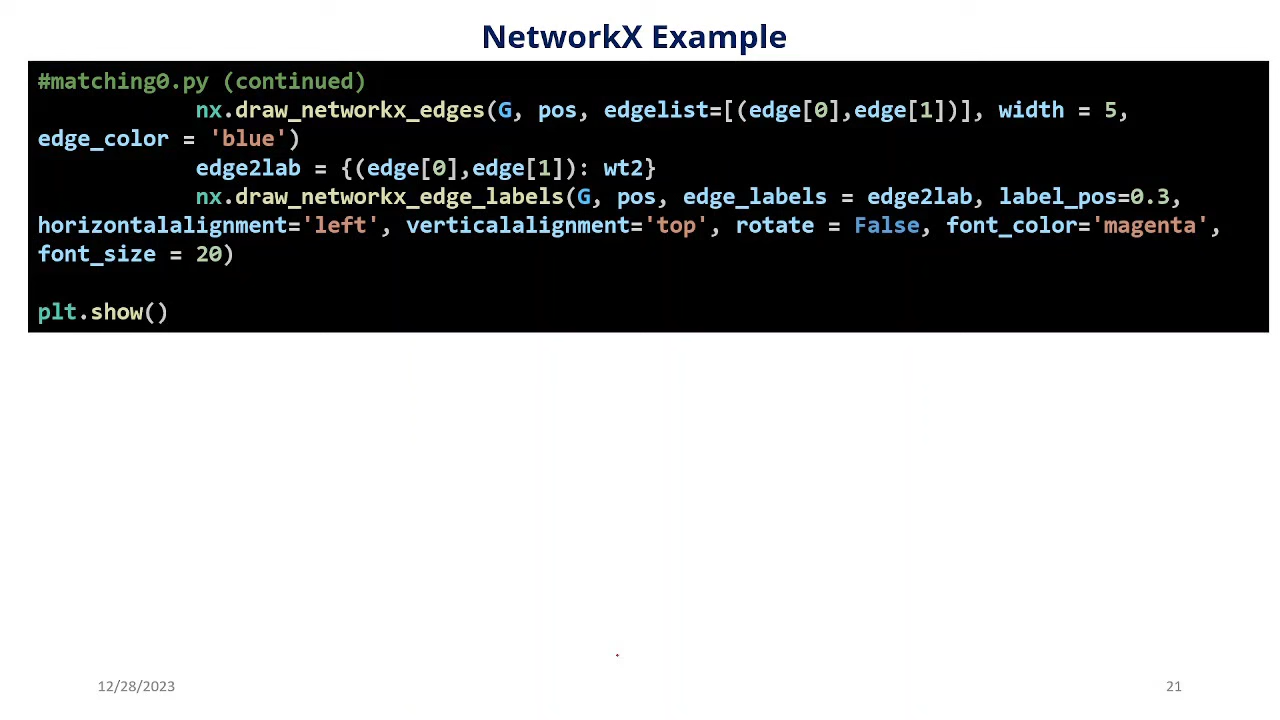 NetworkX Example
#matching0.py (continued)
            nx.draw_networkx_edges(G, pos, edgelist=[(edge[0],edge[1])], width = 5,
edge_color = 'blue')
            edge2lab = {(edge[0],edge[1]): wt2}
            nx.draw_networkx_edge_labels(G, pos, edge_labels = edge2lab, label_pos=0.3,
horizontalalignment='left', verticalalignment='top', rotate = False, font_color='magenta',
font_size = 20)
plt.show()
12/28/2023
21